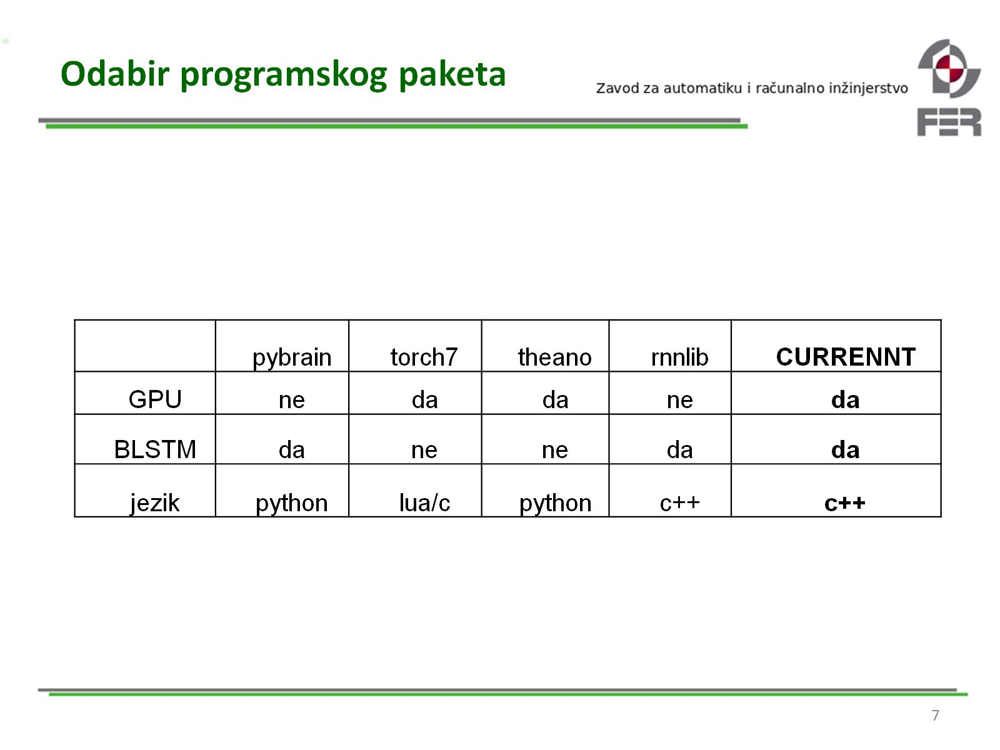 Odabir programskog paketa
Zavod za automatiku i računalno inžinjerstvo
FER
pybrain torch7 theano rnnlib CURRENNT
GPU ne da da ne da
BLSTM da ne ne da da
jezik python lua/c python c++ c++
7